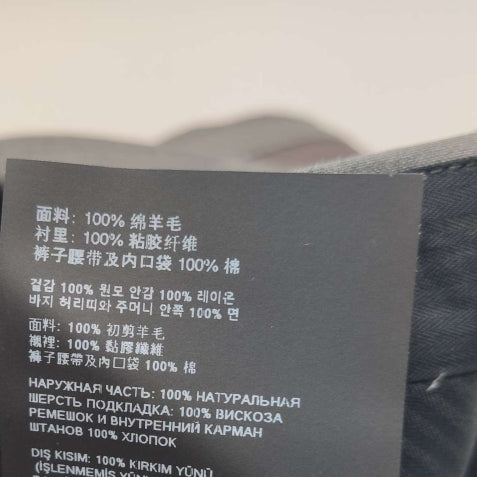 面料: 100% 绵羊毛
衬里: 100% 粘胶纤维
裤子腰带及内口袋 100% 棉
겉감 100% 원모 안감 100% 레이온
바지 허리띠와 주머니 안쪽 100% 면
面料: 100% 初剪羊毛
襯裡: 100% 黏膠纖維
褲子腰帶及內口袋 100% 棉
НАРУЖНАЯ ЧАСТЬ: 100% НАТУРАЛЬНАЯ
ШЕРСТЬ ПОДКЛАДКА: 100% ВИСКОЗА
РЕМЕШОК И ВНУТРЕННИЙ КАРМАН
ШТАНОВ 100% ХЛОПОК
DIŞ KISIM: 100% KIRKIM YÜNÜ
(İŞLENMEMİŞ YÜN)